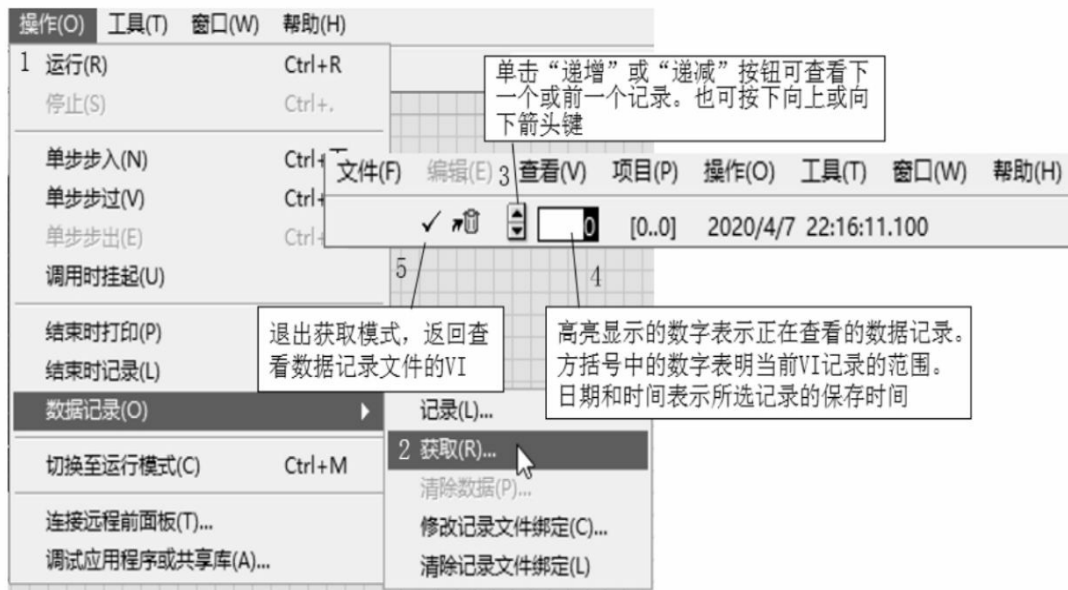 操作(O) 工具(T) 窗口(W) 帮助(H)
1 运行(R) Ctrl+R
停止(S) Ctrl+.
单步步入(N) Ctrl+
单步步过(V) Ctrl+
单步步出(E) Ctrl+
调用时挂起(U)
结束时打印(P)
结束时记录(L)
数据记录(O)
切换至运行模式(C) Ctrl+M
连接远程前面板(T)...
调试应用程序或共享库(A)...
单击“递增”或“递减”按钮可查看下
一个或前一个记录。也可按下向上或向
下箭头键
文件(F) 编辑(E) 3 查看(V) 项目(P) 操作(O) 工具(T) 窗口(W) 帮助(H)
0 [0..0] 2020/4/7 22:16:11.100
5
4
退出获取模式，返回查
看数据记录文件的VI
高亮显示的数字表示正在查看的数据记录。
方括号中的数字表明当前VI记录的范围。
日期和时间表示所选记录的保存时间
记录(L)...
2 获取(R)...
清除数据(P)...
修改记录文件绑定(C)...
清除记录文件绑定(L)